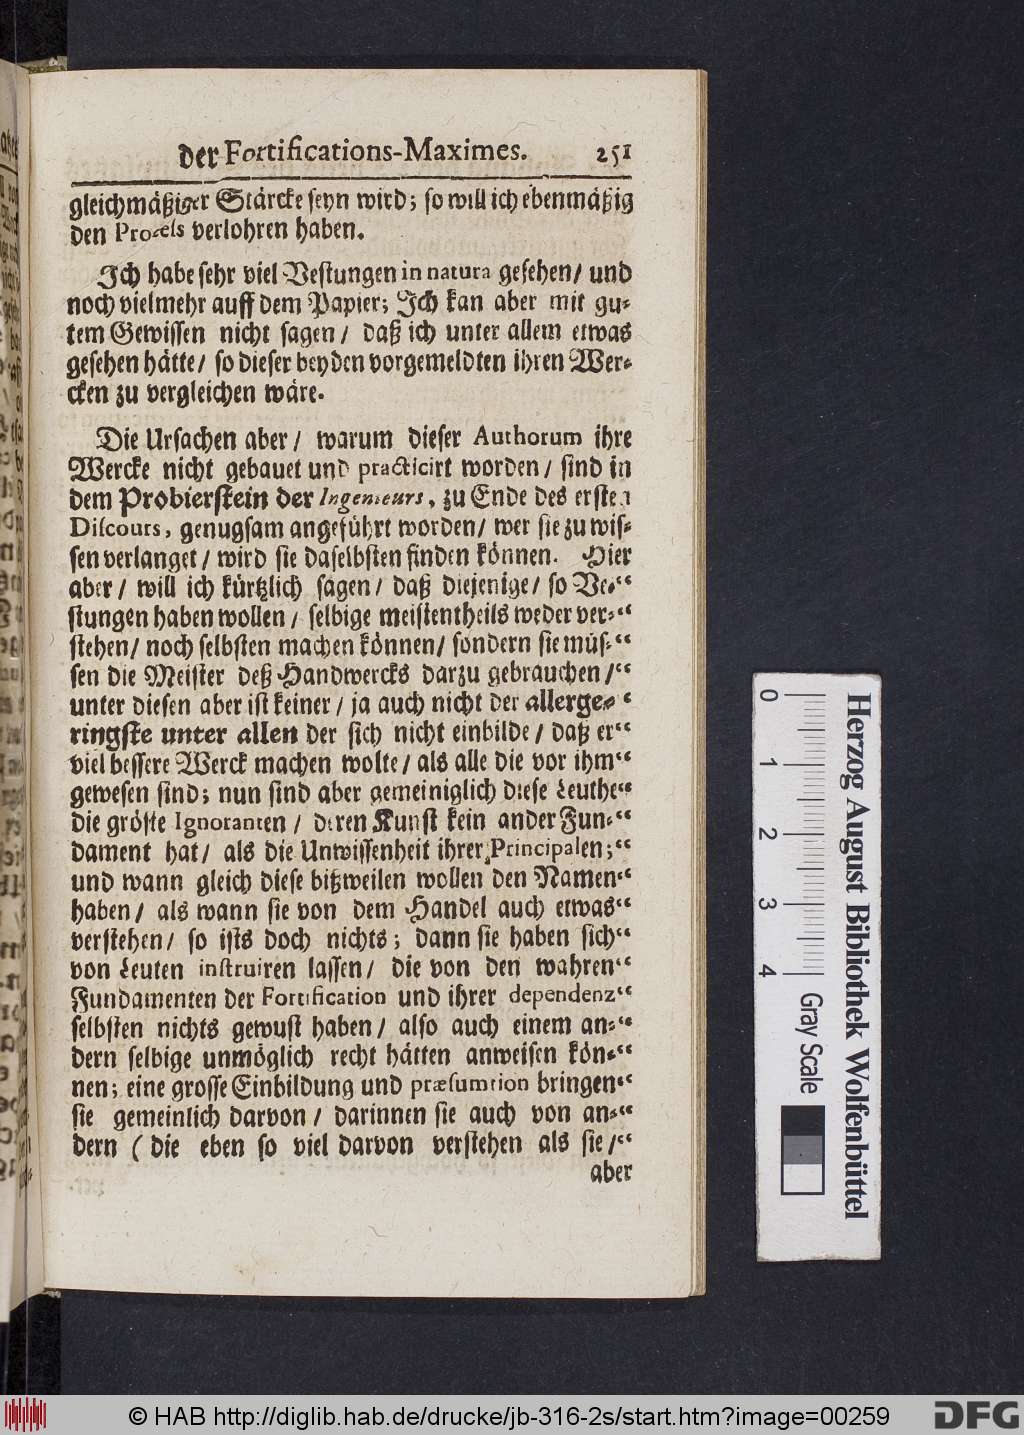 der Fortifications-Maximes. 251
gleichmäßiger Stärcke seyn wird; so will ich ebenmäßig
den Process verlohren haben.
Ich habe sehr viel Vestungen in natura gesehen/ und
noch vielmehr auff dem Papier; Ich kan aber mit gu-
tem Gewissen nicht sagen/ daß ich unter allem etwas
gesehen hätte/ so dieser beyden vorgemeldten ihren Wer-
cken zu vergleichen wäre.
Die Ursachen aber/ warum dieser Authorum ihre
Wercke nicht gebauet und practicirt worden/ sind in
dem Probierstein der Ingenieurs, zu Ende des ersten
Discours, genugsam angeführt worden/ wer sie zu wis-
sen verlanget/ wird sie daselbsten finden können. Hier
aber/ will ich kürtzlich sagen/ daß diejenige/ so Ve-“
stungen haben wollen/ selbige meistentheils weder ver-“
stehen/ noch selbsten machen können/ sondern sie müs-“
sen die Meister deß Handwercks darzu gebrauchen/“
unter diesen aber ist keiner/ ja auch nicht der allerge-“
ringste unter allen der sich nicht einbilde/ daß er“
viel bessere Werck machen wolte/ als alle die vor ihm“
gewesen sind; nun sind aber gemeiniglich diese Leuthe“
die gröste Ignoranten/ deren Kunst kein ander Fun-“
dament hat/ als die Unwissenheit ihrer Principalen;“
und wann gleich diese bißweilen wollen den Namen“
haben/ als wann sie von dem Handel auch etwas“
verstehen/ so ists doch nichts; dann sie haben sich“
von Leuten instruiren lassen/ die von den wahren“
Fundamenten der Fortification und ihrer dependenz“
selbsten nichts gewust haben/ also auch einem an-“
dern selbige unmöglich recht hätten anweisen kön-“
nen; eine grosse Einbildung und præsumtion bringen“
sie gemeinlich darvon/ darinnen sie auch von an-“
dern (die eben so viel darvon verstehen als sie/“
aber
0 1 2 3 4 Gray Scale
Herzog August Bibliothek Wolfenbüttel
© HAB http://diglib.hab.de/drucke/jb-316-2s/start.htm?image=00259
DFG